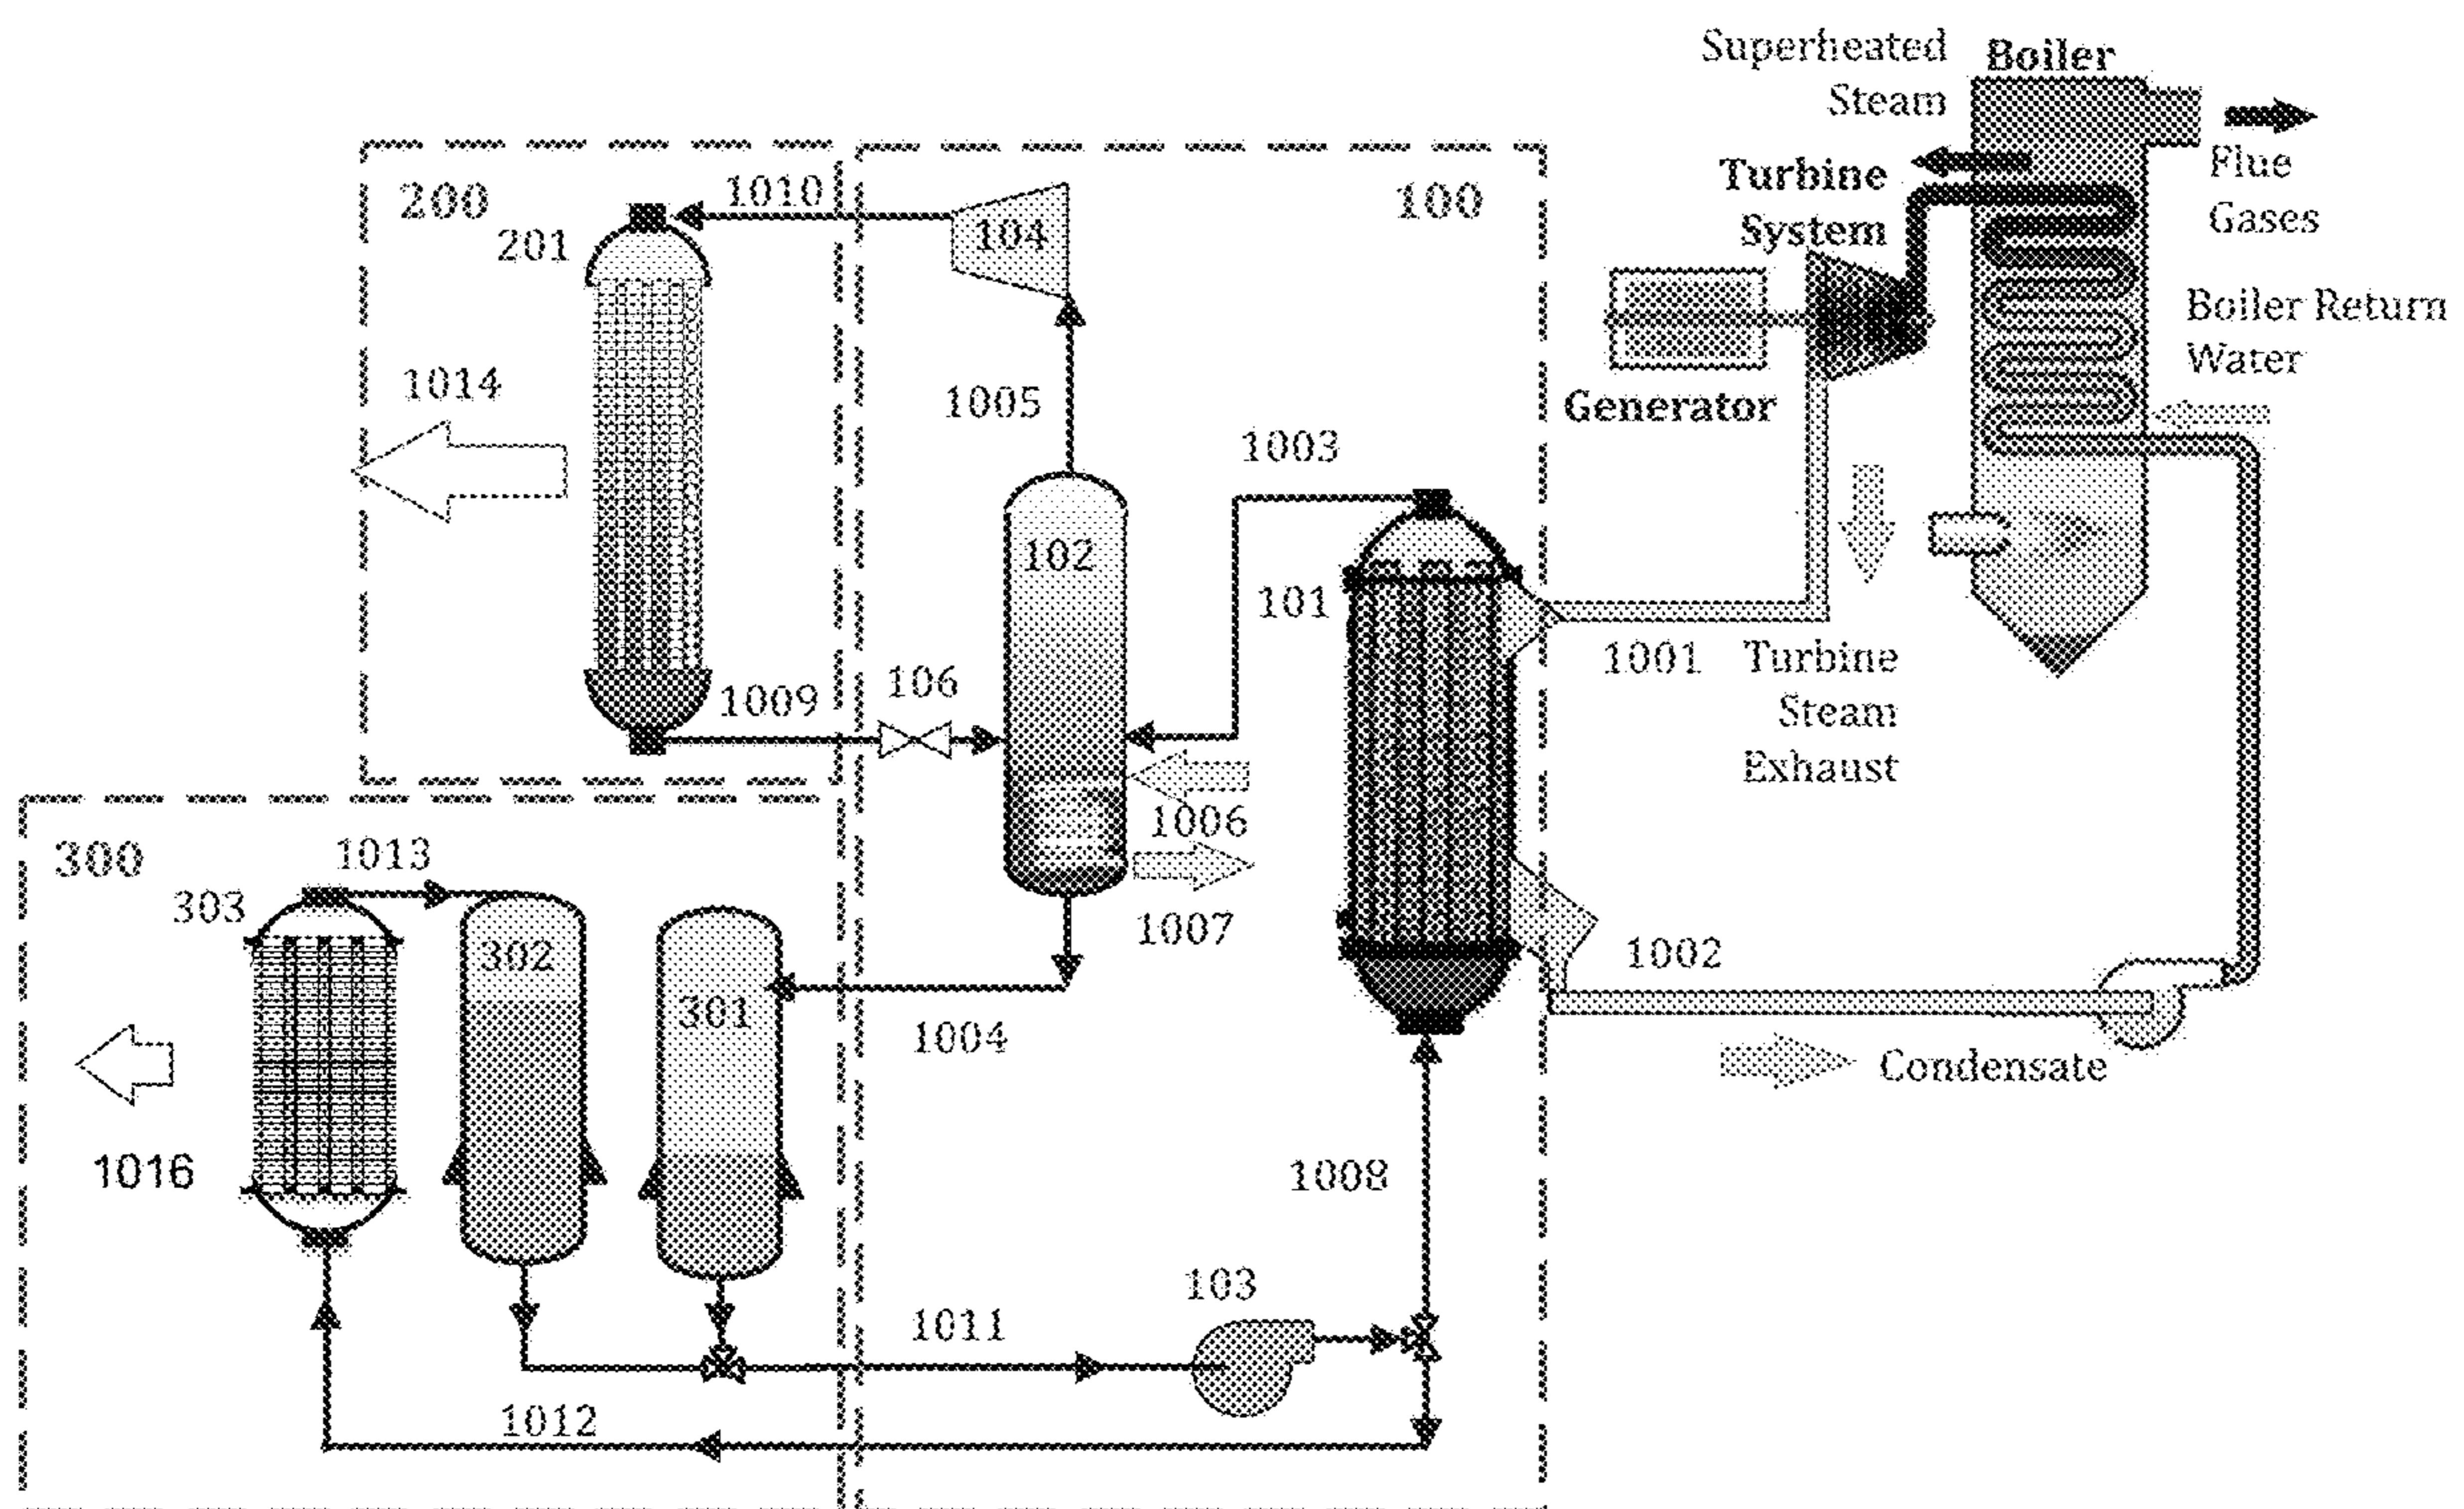 Superheated
Steam
Boiler
Flue
Gases
Turbine
System
Boiler Return
Water
Generator
200
201
1010
104
100
1014
1005
1003
102
101
1009
106
1001
Turbine
Steam
Exhaust
1006
1007
300
303
1013
302
301
1004
1002
Condensate
1016
1008
103
1011
1012